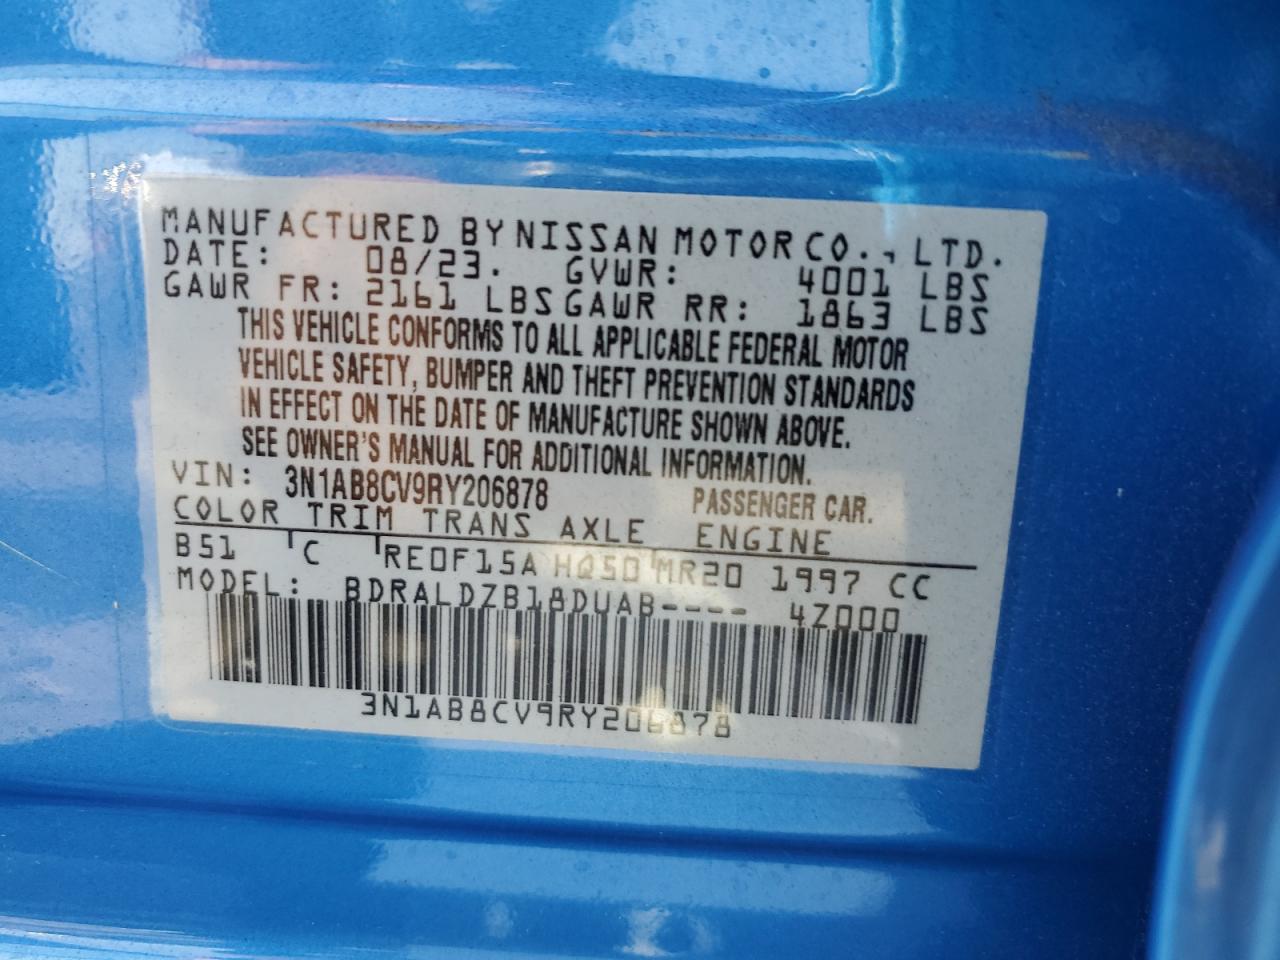 MANUFACTURED BY NISSAN MOTOR CO., LTD.
DATE: 08/23. GVWR: 4001 LBS
GAWR FR: 2161 LBS GAWR RR: 1863 LBS
THIS VEHICLE CONFORMS TO ALL APPLICABLE FEDERAL MOTOR
VEHICLE SAFETY, BUMPER AND THEFT PREVENTION STANDARDS
IN EFFECT ON THE DATE OF MANUFACTURE SHOWN ABOVE.
SEE OWNER'S MANUAL FOR ADDITIONAL INFORMATION.
VIN: 3N1AB8CV9RY206878 PASSENGER CAR.
COLOR TRIM TRANS AXLE ENGINE
B51 C RE0F15A HQ50 MR20 1997 CC
MODEL: BDRALDZB18DUAB---- 4Z000
3N1AB8CV9RY206878